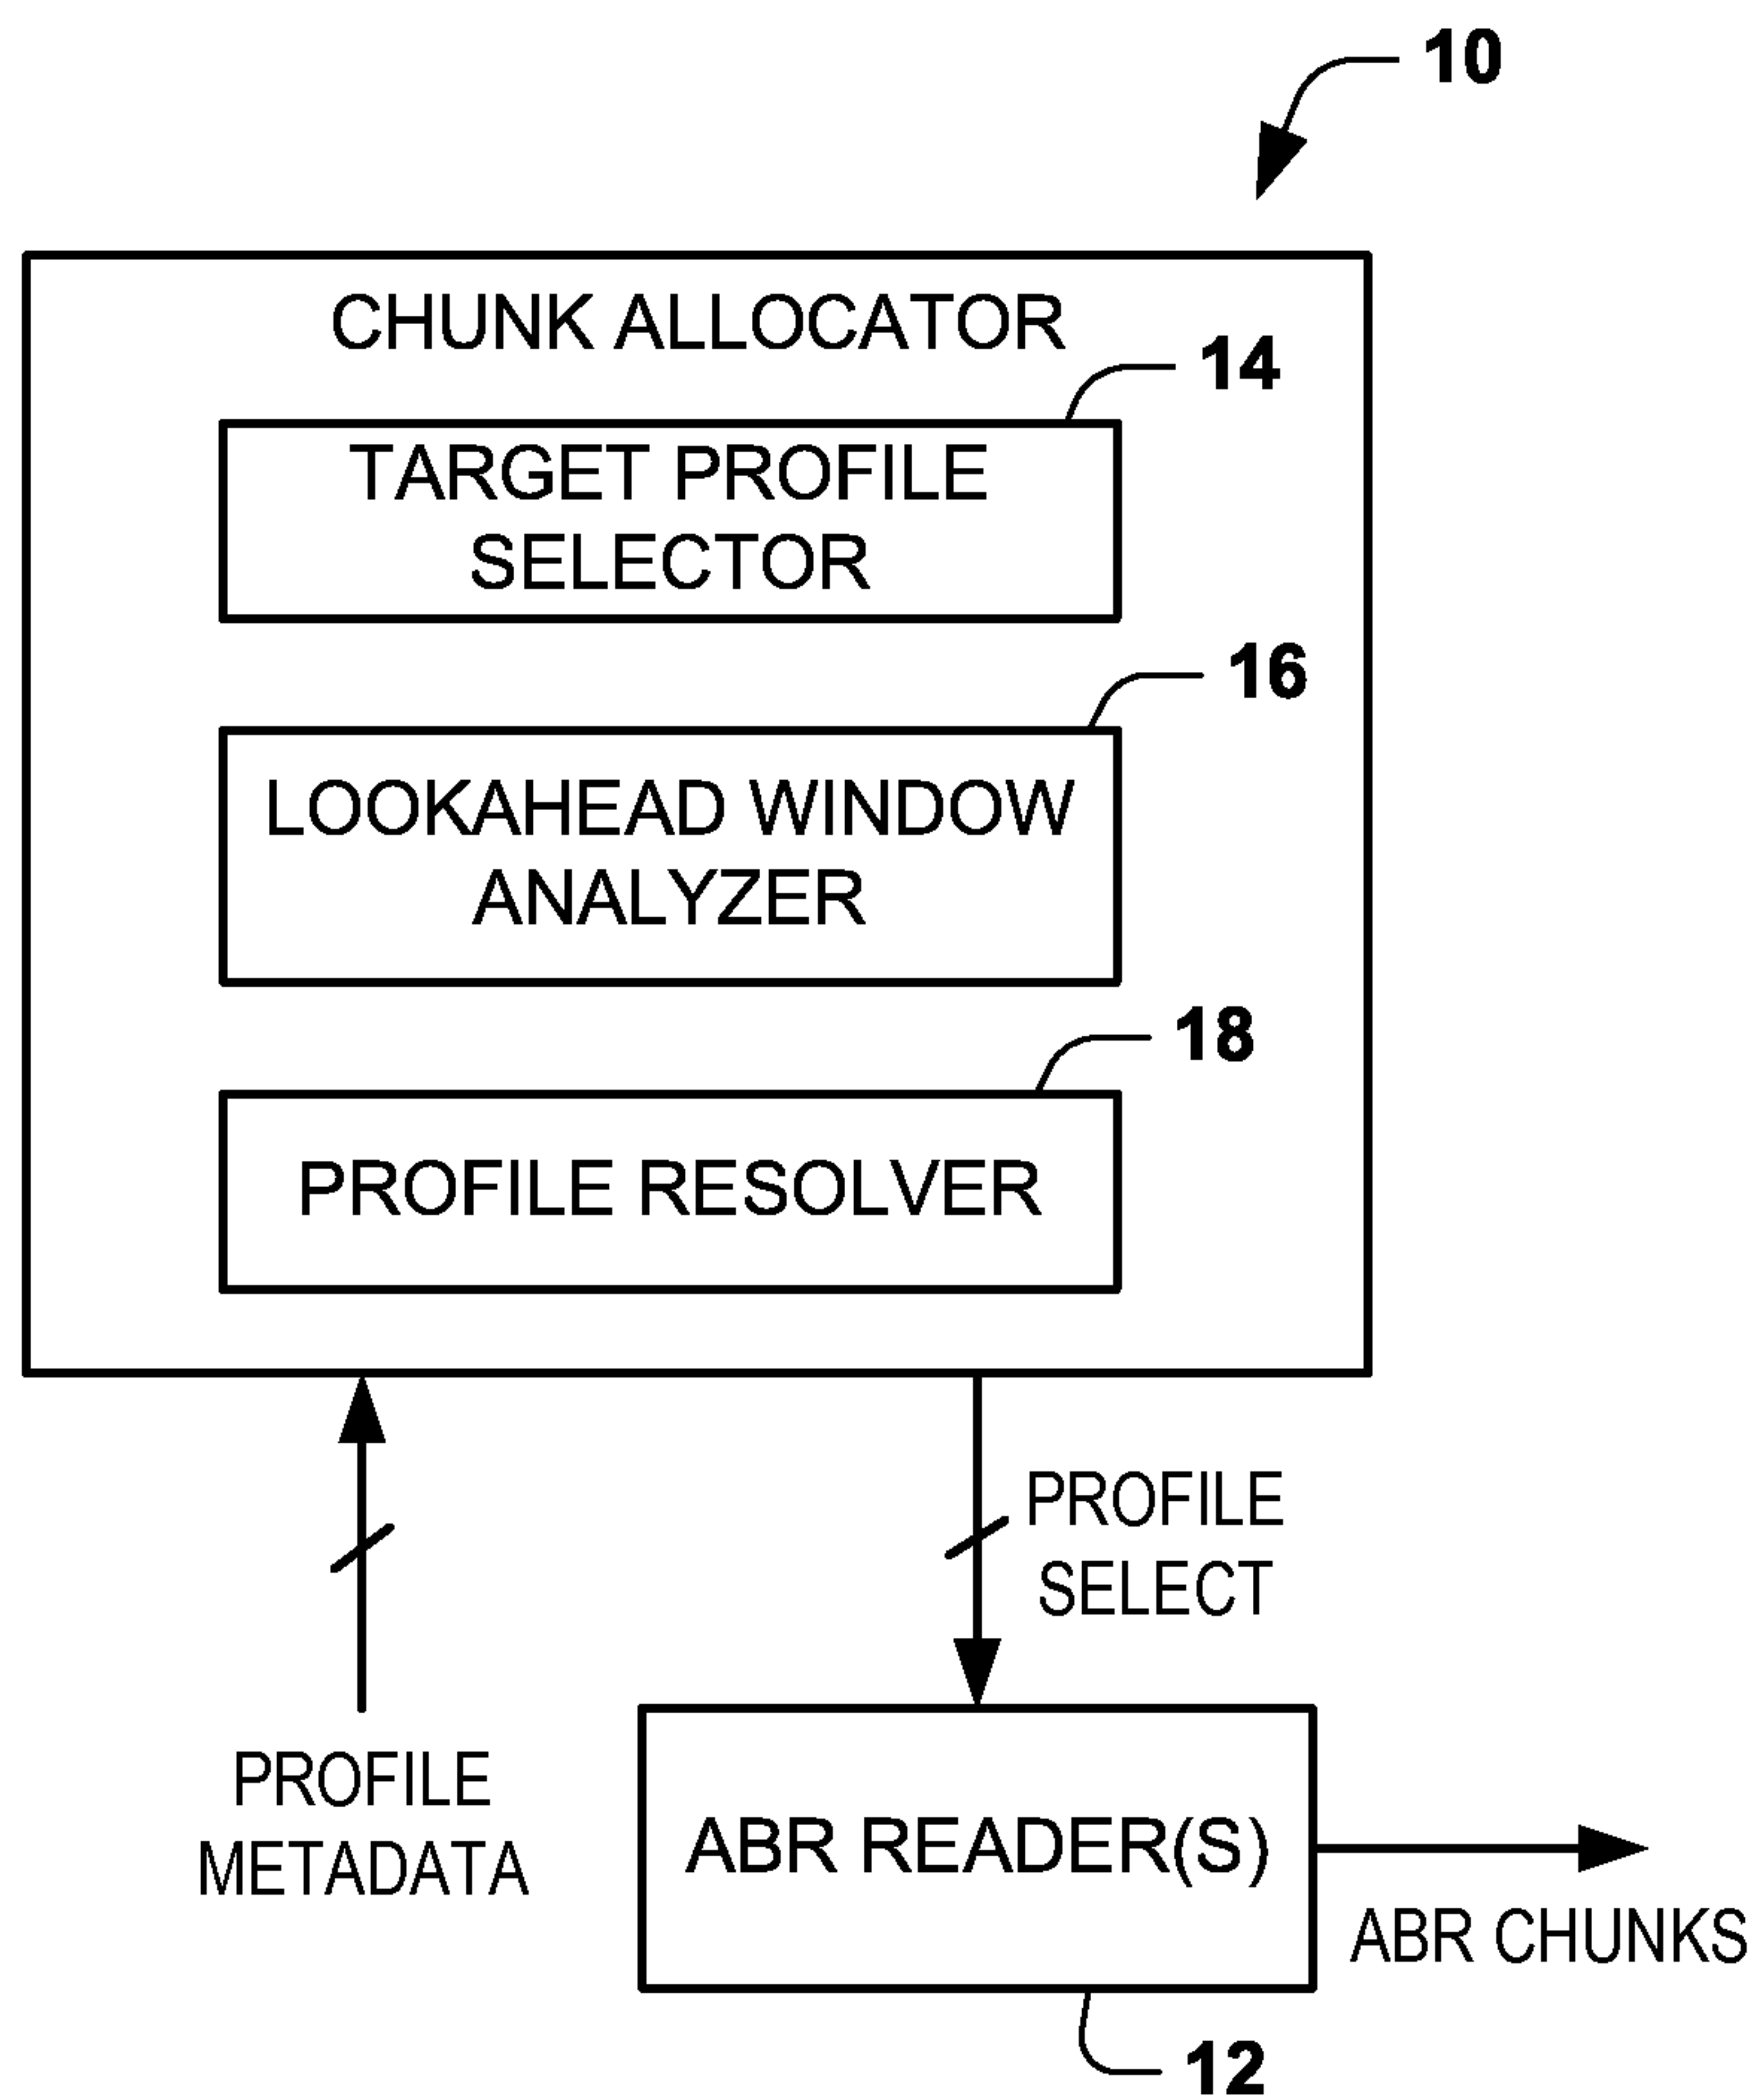 10
CHUNK ALLOCATOR
14
TARGET PROFILE
SELECTOR
16
LOOKAHEAD WINDOW
ANALYZER
18
PROFILE RESOLVER
PROFILE
SELECT
PROFILE
METADATA
ABR READER(S)
ABR CHUNKS
12